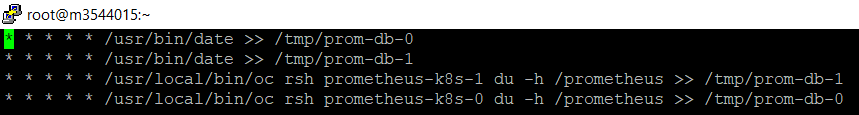 root@m3544015:~
* * * * * /usr/bin/date >> /tmp/prom-db-0
* * * * * /usr/bin/date >> /tmp/prom-db-1
* * * * * /usr/local/bin/oc rsh prometheus-k8s-1 du -h /prometheus >> /tmp/prom-db-1
* * * * * /usr/local/bin/oc rsh prometheus-k8s-0 du -h /prometheus >> /tmp/prom-db-0